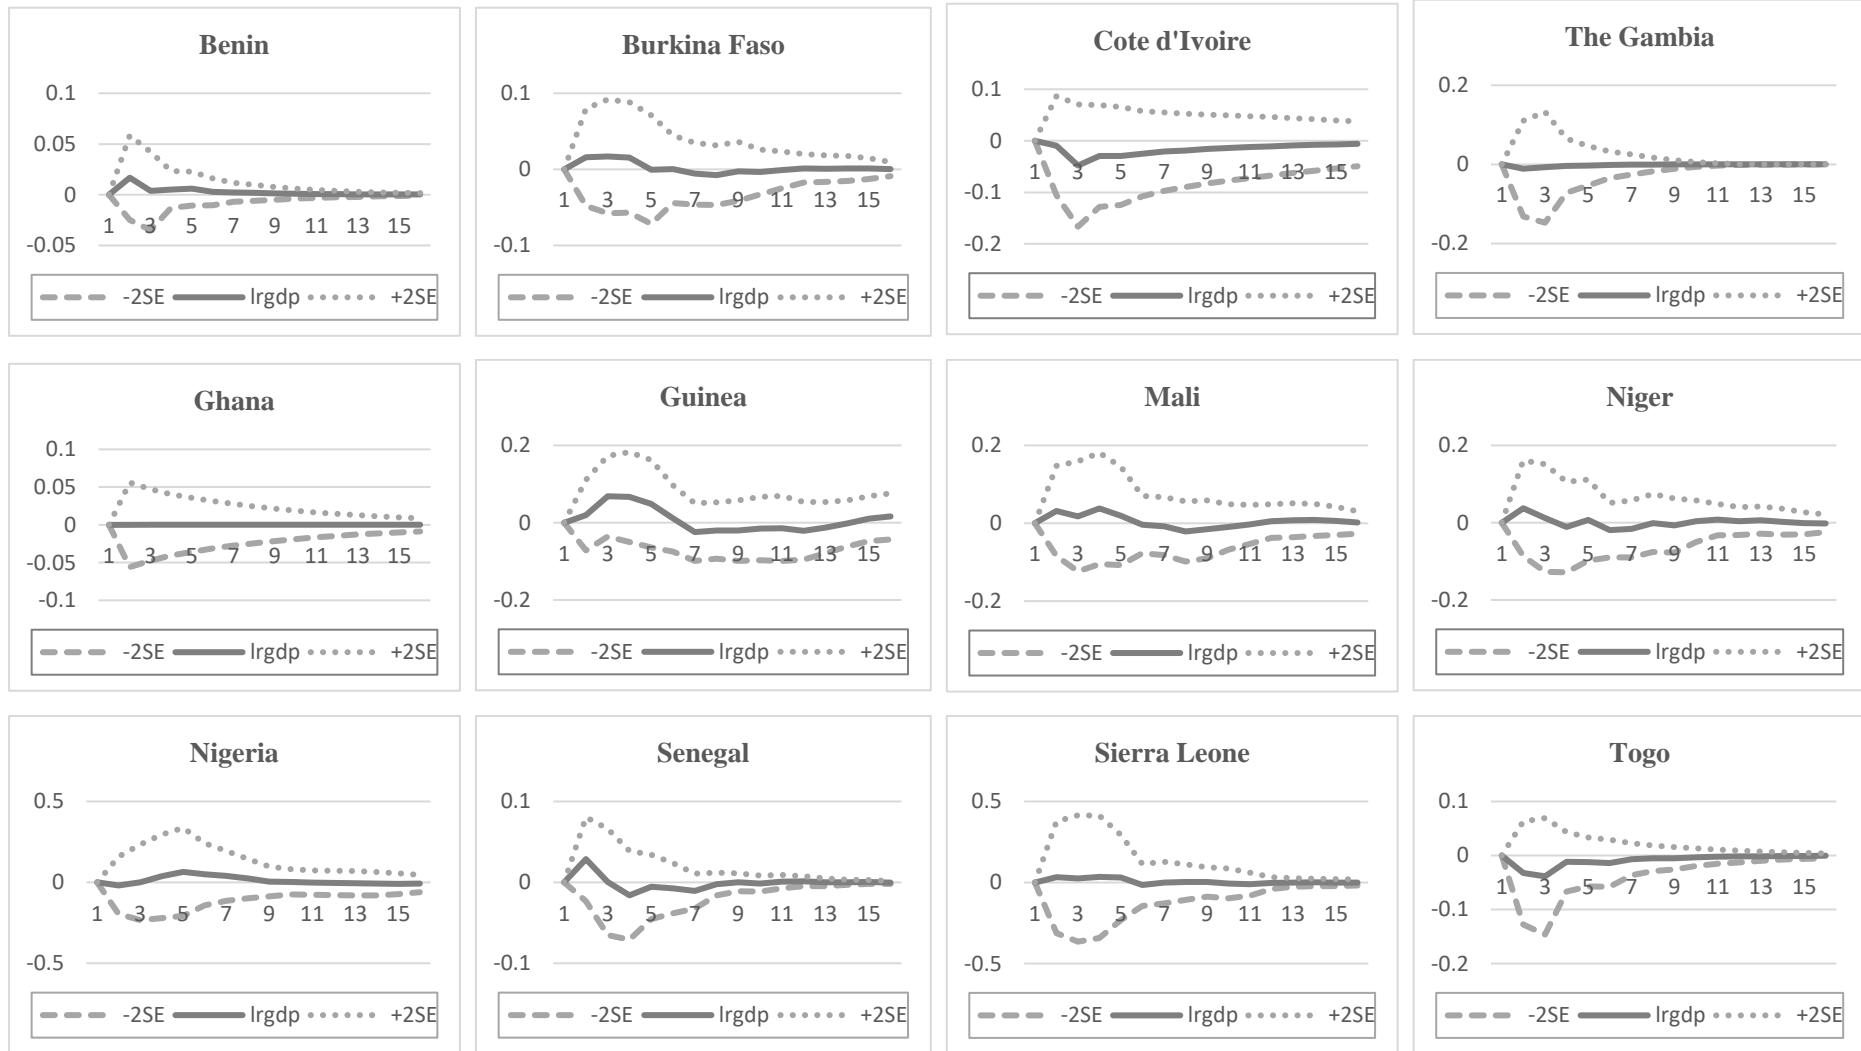 Benin
0.1
0.05
0
-0.05
1 3 5 7 9 11 13 15
-2SE lrgdp +2SE
Burkina Faso
0.1
0
-0.1
1 3 5 7 9 11 13 15
-2SE lrgdp +2SE
Cote d'Ivoire
0.1
0
-0.1
-0.2
1 3 5 7 9 11 13 15
-2SE lrgdp +2SE
The Gambia
0.2
0
-0.2
1 3 5 7 9 11 13 15
-2SE lrgdp +2SE
Ghana
0.1
0.05
0
-0.05
-0.1
1 3 5 7 9 11 13 15
-2SE lrgdp +2SE
Guinea
0.2
0
-0.2
1 3 5 7 9 11 13 15
-2SE lrgdp +2SE
Mali
0.2
0
-0.2
1 3 5 7 9 11 13 15
-2SE lrgdp +2SE
Niger
0.2
0
-0.2
1 3 5 7 9 11 13 15
-2SE lrgdp +2SE
Nigeria
0.5
0
-0.5
1 3 5 7 9 11 13 15
-2SE lrgdp +2SE
Senegal
0.1
0
-0.1
1 3 5 7 9 11 13 15
-2SE lrgdp +2SE
Sierra Leone
0.5
0
-0.5
1 3 5 7 9 11 13 15
-2SE lrgdp +2SE
Togo
0.1
0
-0.1
-0.2
1 3 5 7 9 11 13 15
-2SE lrgdp +2SE